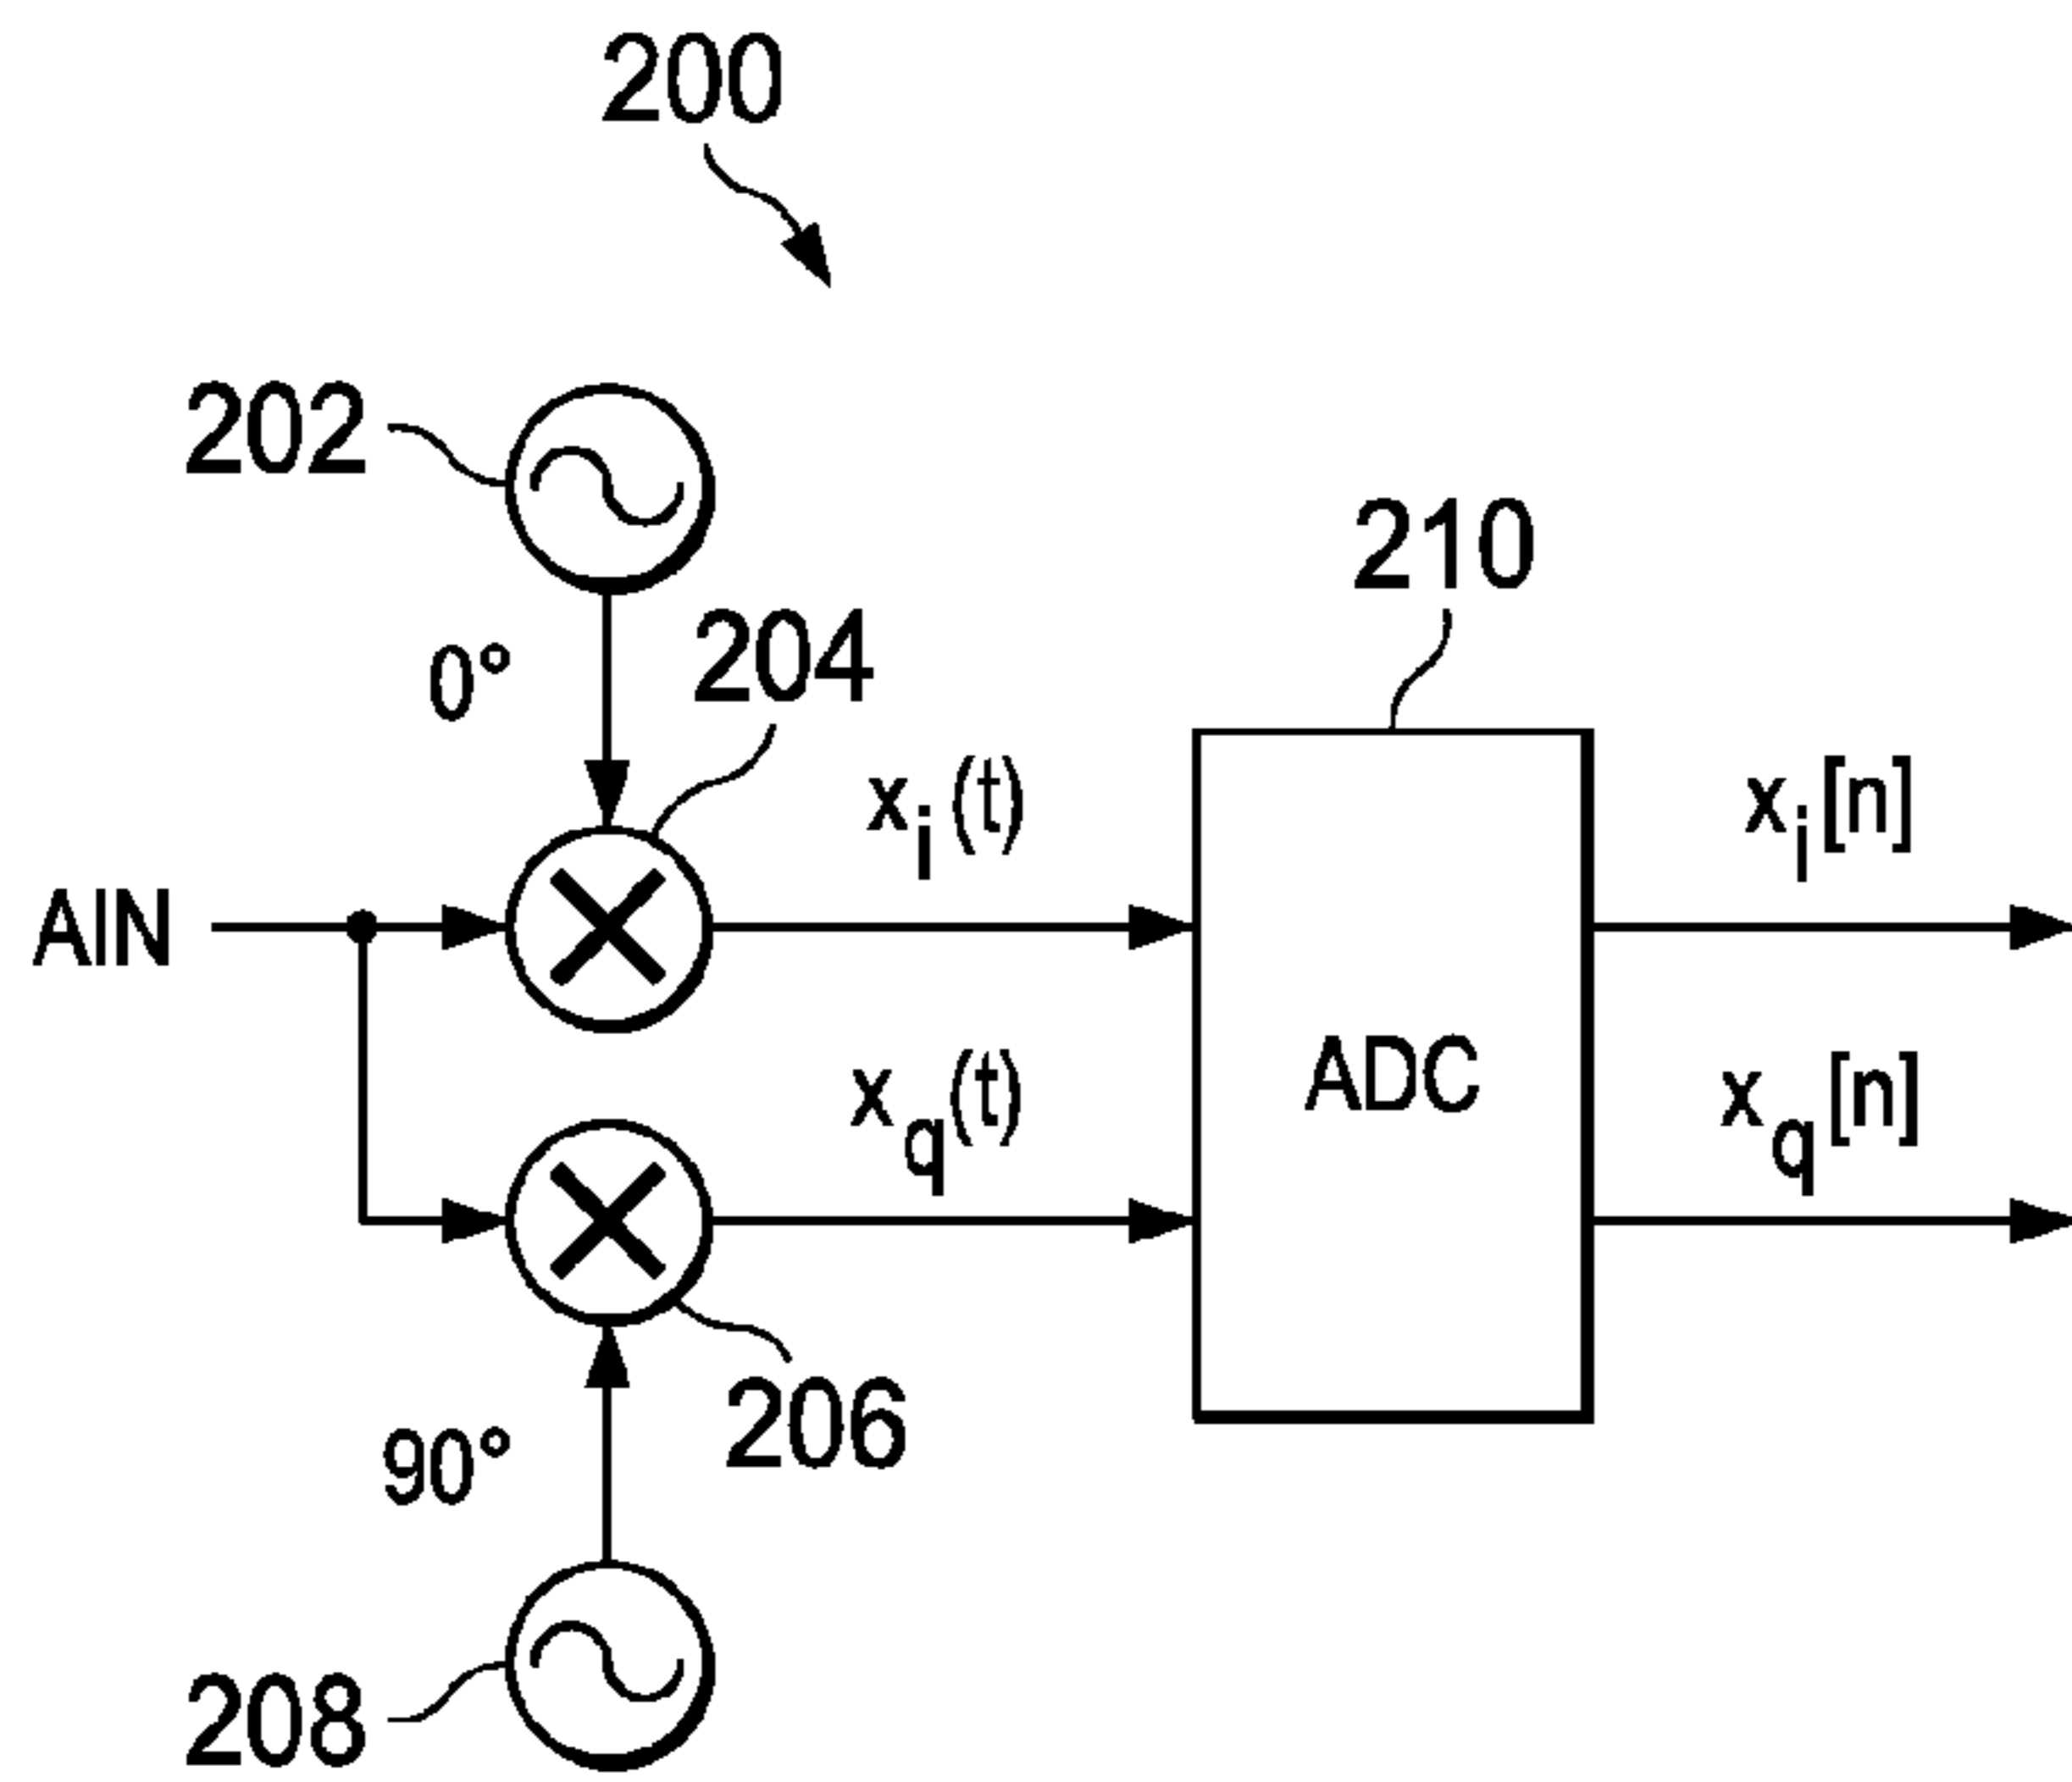 200
202
210
0°
204
x_i(t)
x_i[n]
AIN
ADC
x_q(t)
x_q[n]
206
90°
208